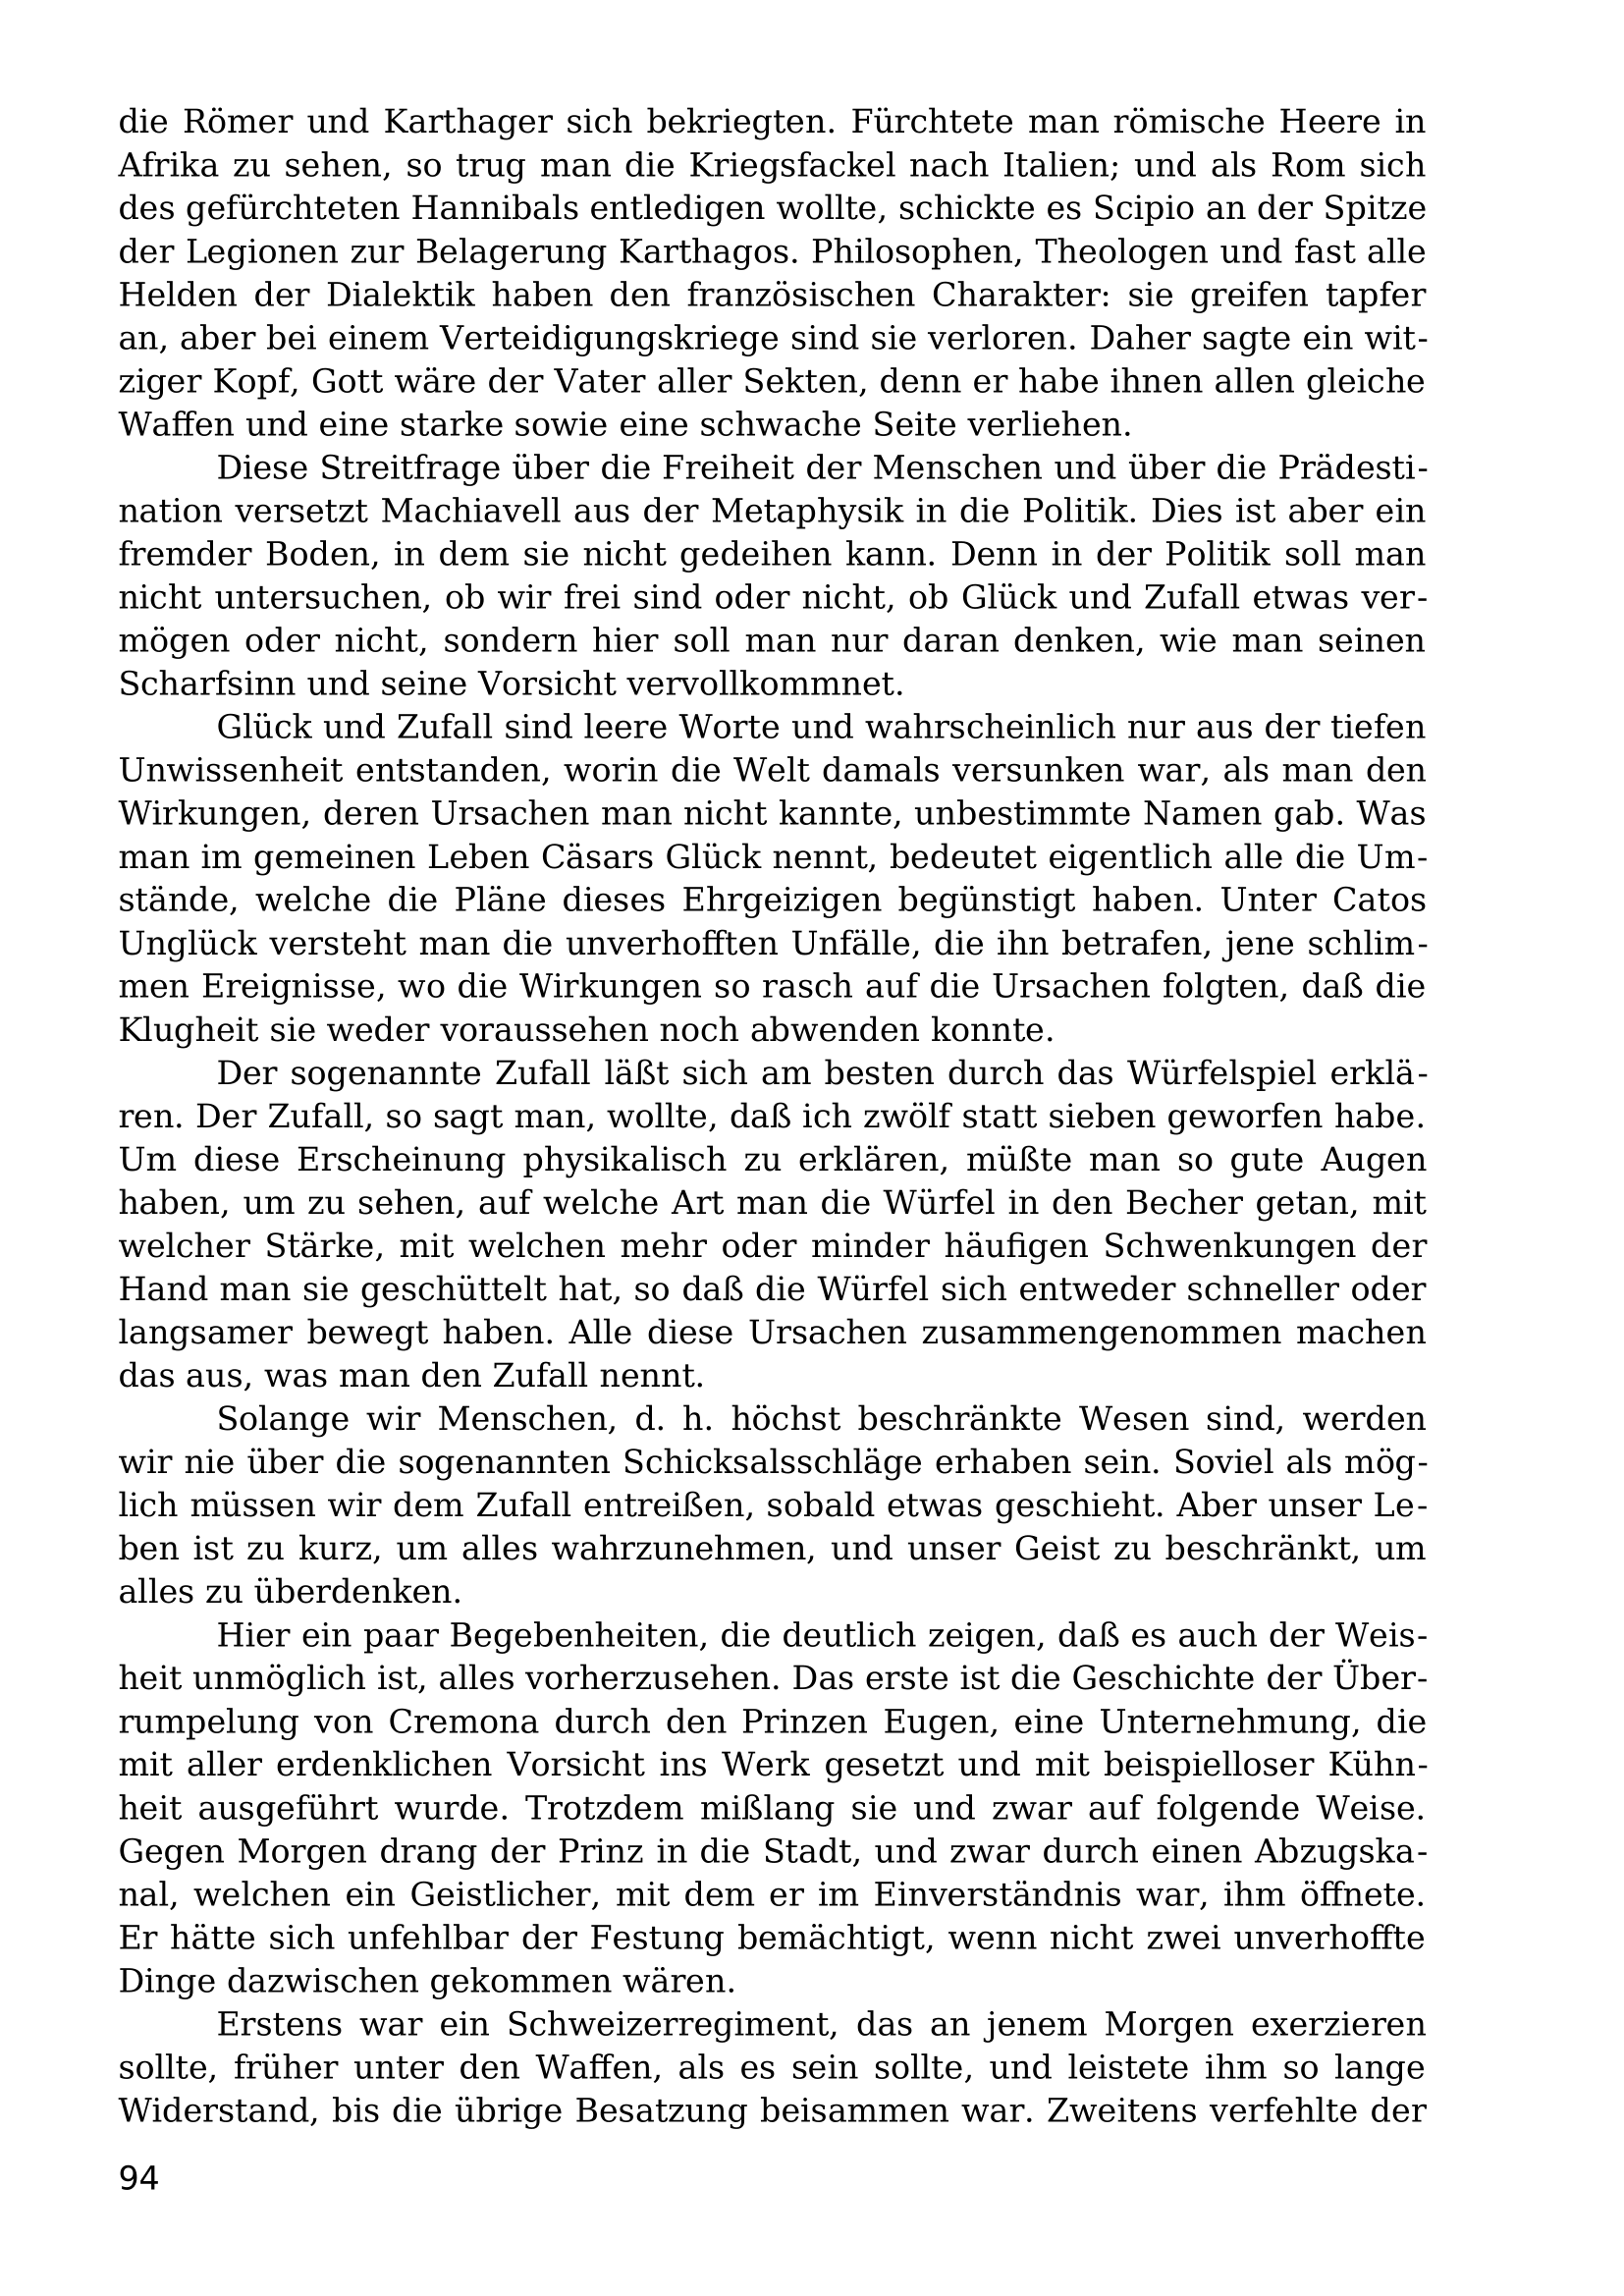 die Römer und Karthager sich bekriegten. Fürchtete man römische Heere in
Afrika zu sehen, so trug man die Kriegsfackel nach Italien; und als Rom sich
des gefürchteten Hannibals entledigen wollte, schickte es Scipio an der Spitze
der Legionen zur Belagerung Karthagos. Philosophen, Theologen und fast alle
Helden der Dialektik haben den französischen Charakter: sie greifen tapfer
an, aber bei einem Verteidigungskriege sind sie verloren. Daher sagte ein wit-
ziger Kopf, Gott wäre der Vater aller Sekten, denn er habe ihnen allen gleiche
Waffen und eine starke sowie eine schwache Seite verliehen.
Diese Streitfrage über die Freiheit der Menschen und über die Prädesti-
nation versetzt Machiavell aus der Metaphysik in die Politik. Dies ist aber ein
fremder Boden, in dem sie nicht gedeihen kann. Denn in der Politik soll man
nicht untersuchen, ob wir frei sind oder nicht, ob Glück und Zufall etwas ver-
mögen oder nicht, sondern hier soll man nur daran denken, wie man seinen
Scharfsinn und seine Vorsicht vervollkommnet.
Glück und Zufall sind leere Worte und wahrscheinlich nur aus der tiefen
Unwissenheit entstanden, worin die Welt damals versunken war, als man den
Wirkungen, deren Ursachen man nicht kannte, unbestimmte Namen gab. Was
man im gemeinen Leben Cäsars Glück nennt, bedeutet eigentlich alle die Um-
stände, welche die Pläne dieses Ehrgeizigen begünstigt haben. Unter Catos
Unglück versteht man die unverhofften Unfälle, die ihn betrafen, jene schlim-
men Ereignisse, wo die Wirkungen so rasch auf die Ursachen folgten, daß die
Klugheit sie weder voraussehen noch abwenden konnte.
Der sogenannte Zufall läßt sich am besten durch das Würfelspiel erklä-
ren. Der Zufall, so sagt man, wollte, daß ich zwölf statt sieben geworfen habe.
Um diese Erscheinung physikalisch zu erklären, müßte man so gute Augen
haben, um zu sehen, auf welche Art man die Würfel in den Becher getan, mit
welcher Stärke, mit welchen mehr oder minder häufigen Schwenkungen der
Hand man sie geschüttelt hat, so daß die Würfel sich entweder schneller oder
langsamer bewegt haben. Alle diese Ursachen zusammengenommen machen
das aus, was man den Zufall nennt.
Solange wir Menschen, d. h. höchst beschränkte Wesen sind, werden
wir nie über die sogenannten Schicksalsschläge erhaben sein. Soviel als mög-
lich müssen wir dem Zufall entreißen, sobald etwas geschieht. Aber unser Le-
ben ist zu kurz, um alles wahrzunehmen, und unser Geist zu beschränkt, um
alles zu überdenken.
Hier ein paar Begebenheiten, die deutlich zeigen, daß es auch der Weis-
heit unmöglich ist, alles vorherzusehen. Das erste ist die Geschichte der Über-
rumpelung von Cremona durch den Prinzen Eugen, eine Unternehmung, die
mit aller erdenklichen Vorsicht ins Werk gesetzt und mit beispielloser Kühn-
heit ausgeführt wurde. Trotzdem mißlang sie und zwar auf folgende Weise.
Gegen Morgen drang der Prinz in die Stadt, und zwar durch einen Abzugska-
nal, welchen ein Geistlicher, mit dem er im Einverständnis war, ihm öffnete.
Er hätte sich unfehlbar der Festung bemächtigt, wenn nicht zwei unverhoffte
Dinge dazwischen gekommen wären.
Erstens war ein Schweizerregiment, das an jenem Morgen exerzieren
sollte, früher unter den Waffen, als es sein sollte, und leistete ihm so lange
Widerstand, bis die übrige Besatzung beisammen war. Zweitens verfehlte der
94